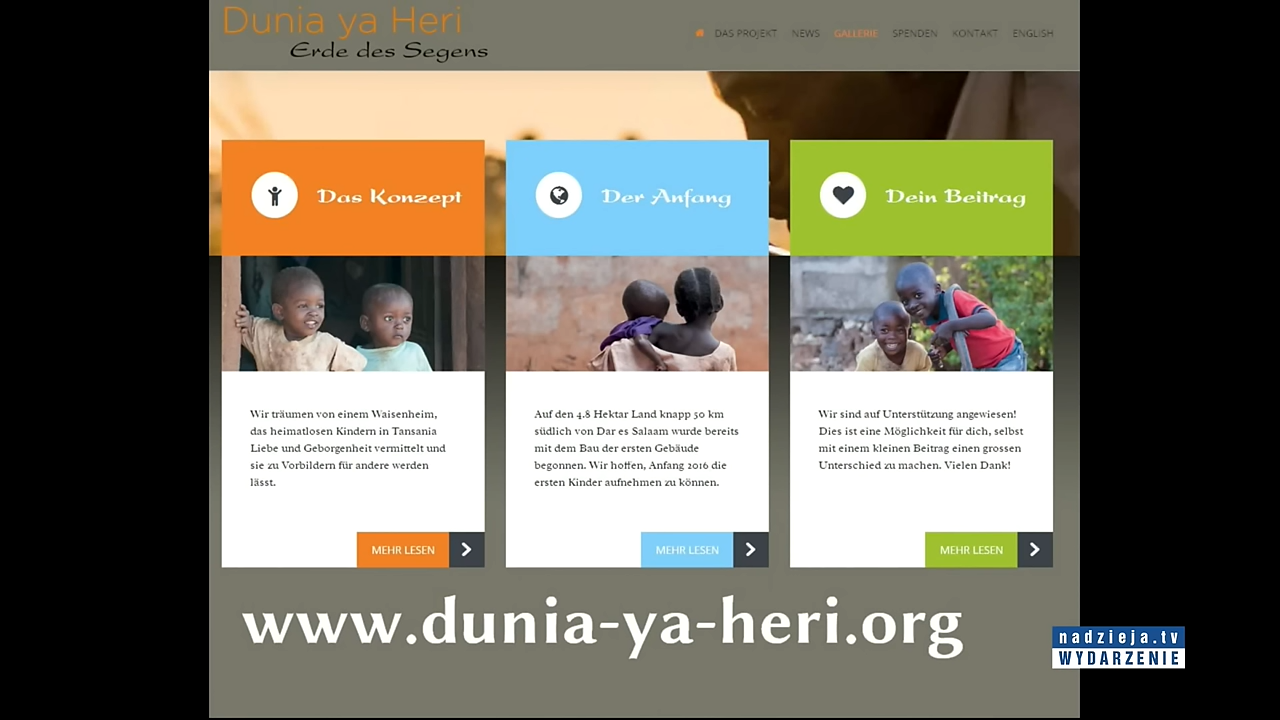 Dunia ya Heri
Erde des Segens
DAS PROJEKT NEWS GALLERIE SPENDEN KONTAKT ENGLISH
Das Konzept
Wir träumen von einem Waisenheim,
das heimatlosen Kindern in Tansania
Liebe und Geborgenheit vermittelt und
sie zu Vorbildern für andere werden
lässt.
MEHR LESEN
Der Anfang
Auf den 4.8 Hektar Land knapp 50 km
südlich von Dar es Salaam wurde bereits
mit dem Bau der ersten Gebäude
begonnen. Wir hoffen, Anfang 2016 die
ersten Kinder aufnehmen zu können.
MEHR LESEN
Dein Beitrag
Wir sind auf Unterstützung angewiesen!
Dies ist eine Möglichkeit für dich, selbst
mit einem kleinen Beitrag einen grossen
Unterschied zu machen. Vielen Dank!
MEHR LESEN
www.dunia-ya-heri.org
nadzieja.tv
WYDARZENIE